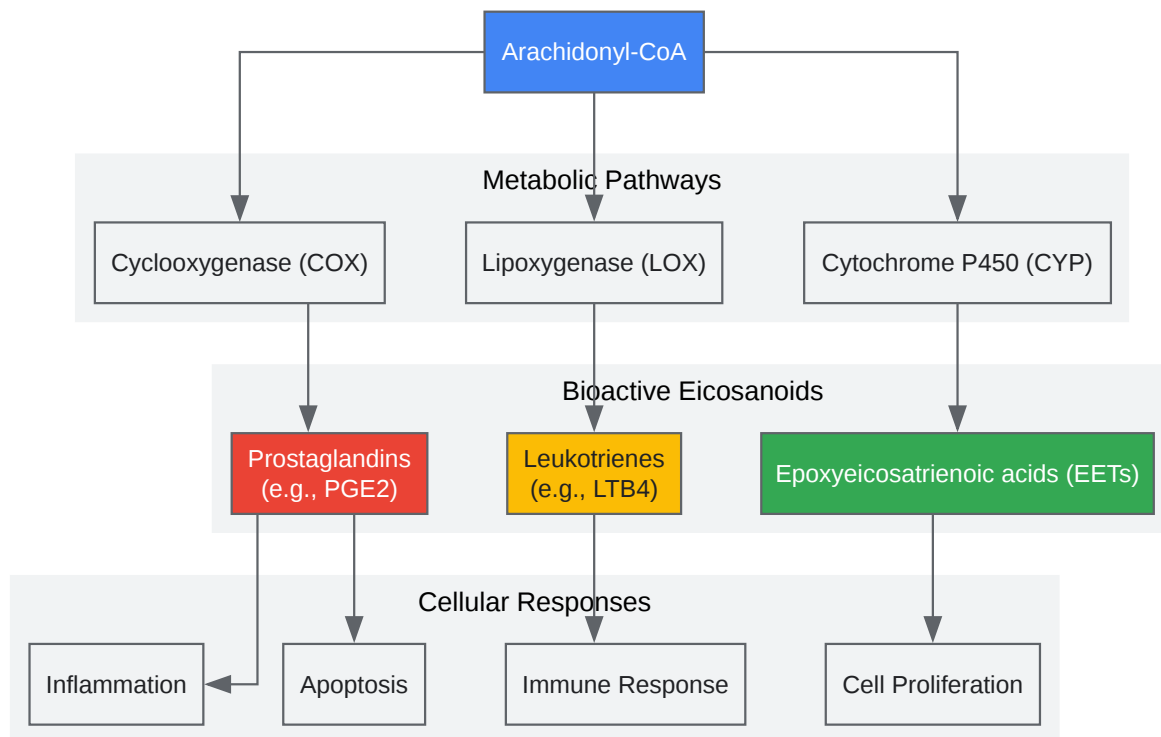 Arachidonyl-CoA
Metabolic Pathways
Cyclooxygenase (COX)
Lipoxygenase (LOX)
Cytochrome P450 (CYP)
Bioactive Eicosanoids
Prostaglandins
(e.g., PGE2)
Leukotrienes
(e.g., LTB4)
Epoxyeicosatrienoic acids (EETs)
Cellular Responses
Inflammation
Apoptosis
Immune Response
Cell Proliferation